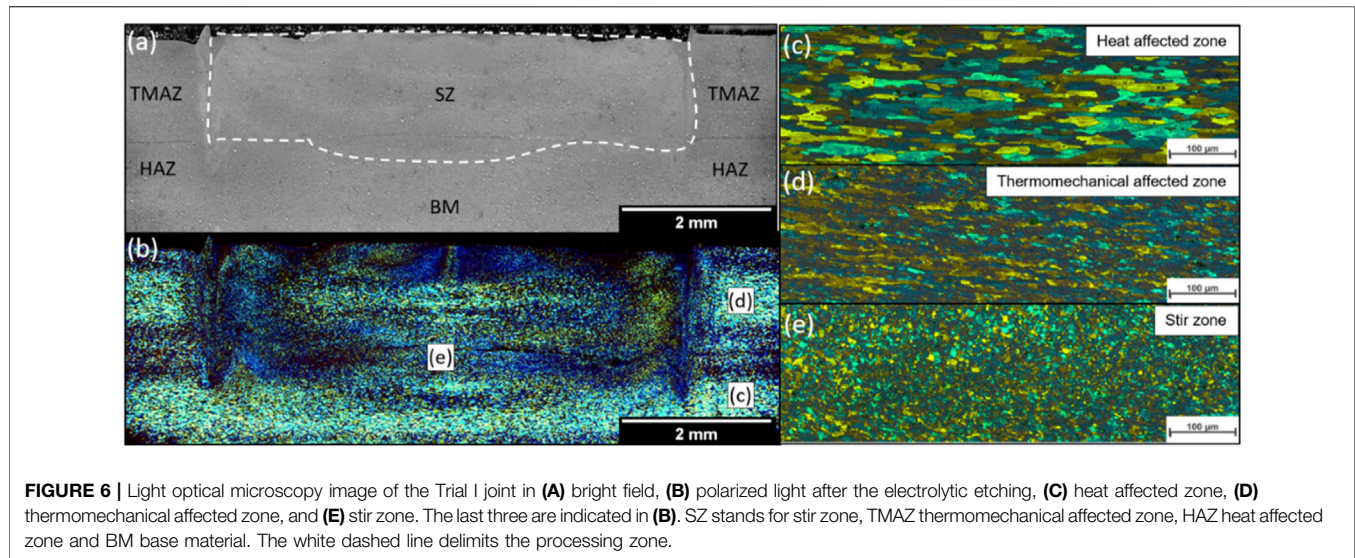 (a)
TMAZ
SZ
TMAZ
HAZ
HAZ
BM
2 mm
(b)
(d)
(e)
(c)
2 mm
(c)
Heat affected zone
100 µm
(d)
Thermomechanical affected zone
100 µm
(e)
Stir zone
100 µm
FIGURE 6 | Light optical microscopy image of the Trial I joint in (A) bright field, (B) polarized light after the electrolytic etching, (C) heat affected zone, (D)
thermomechanical affected zone, and (E) stir zone. The last three are indicated in (B). SZ stands for stir zone, TMAZ thermomechanical affected zone, HAZ heat affected
zone and BM base material. The white dashed line delimits the processing zone.